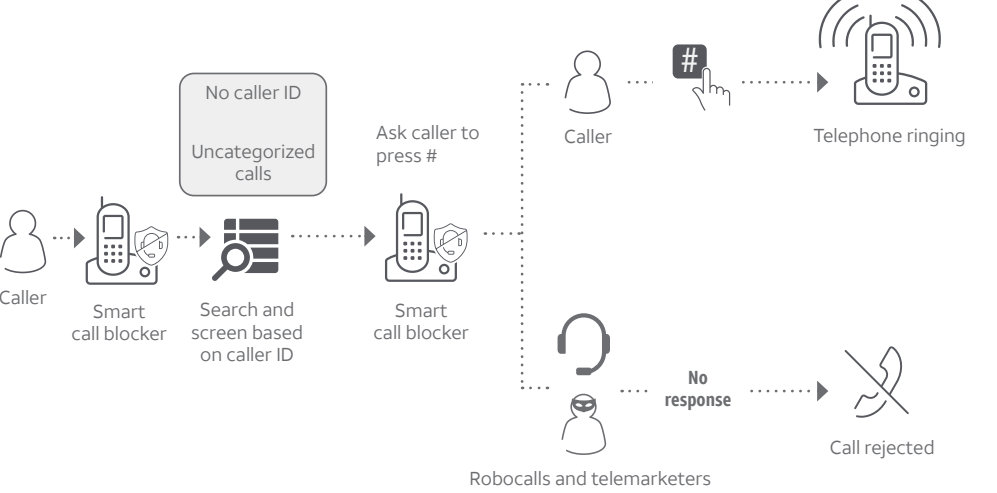 No caller ID
Uncategorized
calls
Ask caller to
press #
#
Caller
Telephone ringing
Caller
Smart
call blocker
Search and
screen based
on caller ID
Smart
call blocker
No
response
Call rejected
Robocalls and telemarketers